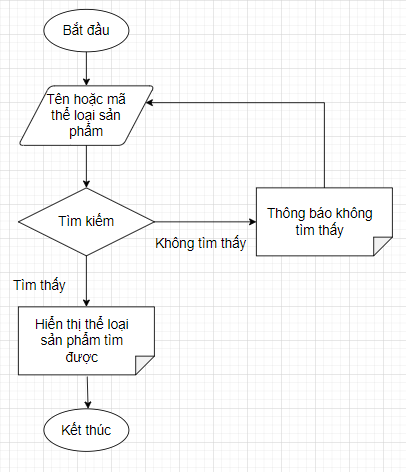 Bắt đầu
Tên hoặc mã
thể loại sản
phẩm
Tìm kiếm
Không tìm thấy
Thông báo không
tìm thấy
Tìm thấy
Hiển thị thể loại
sản phẩm tìm
được
Kết thúc